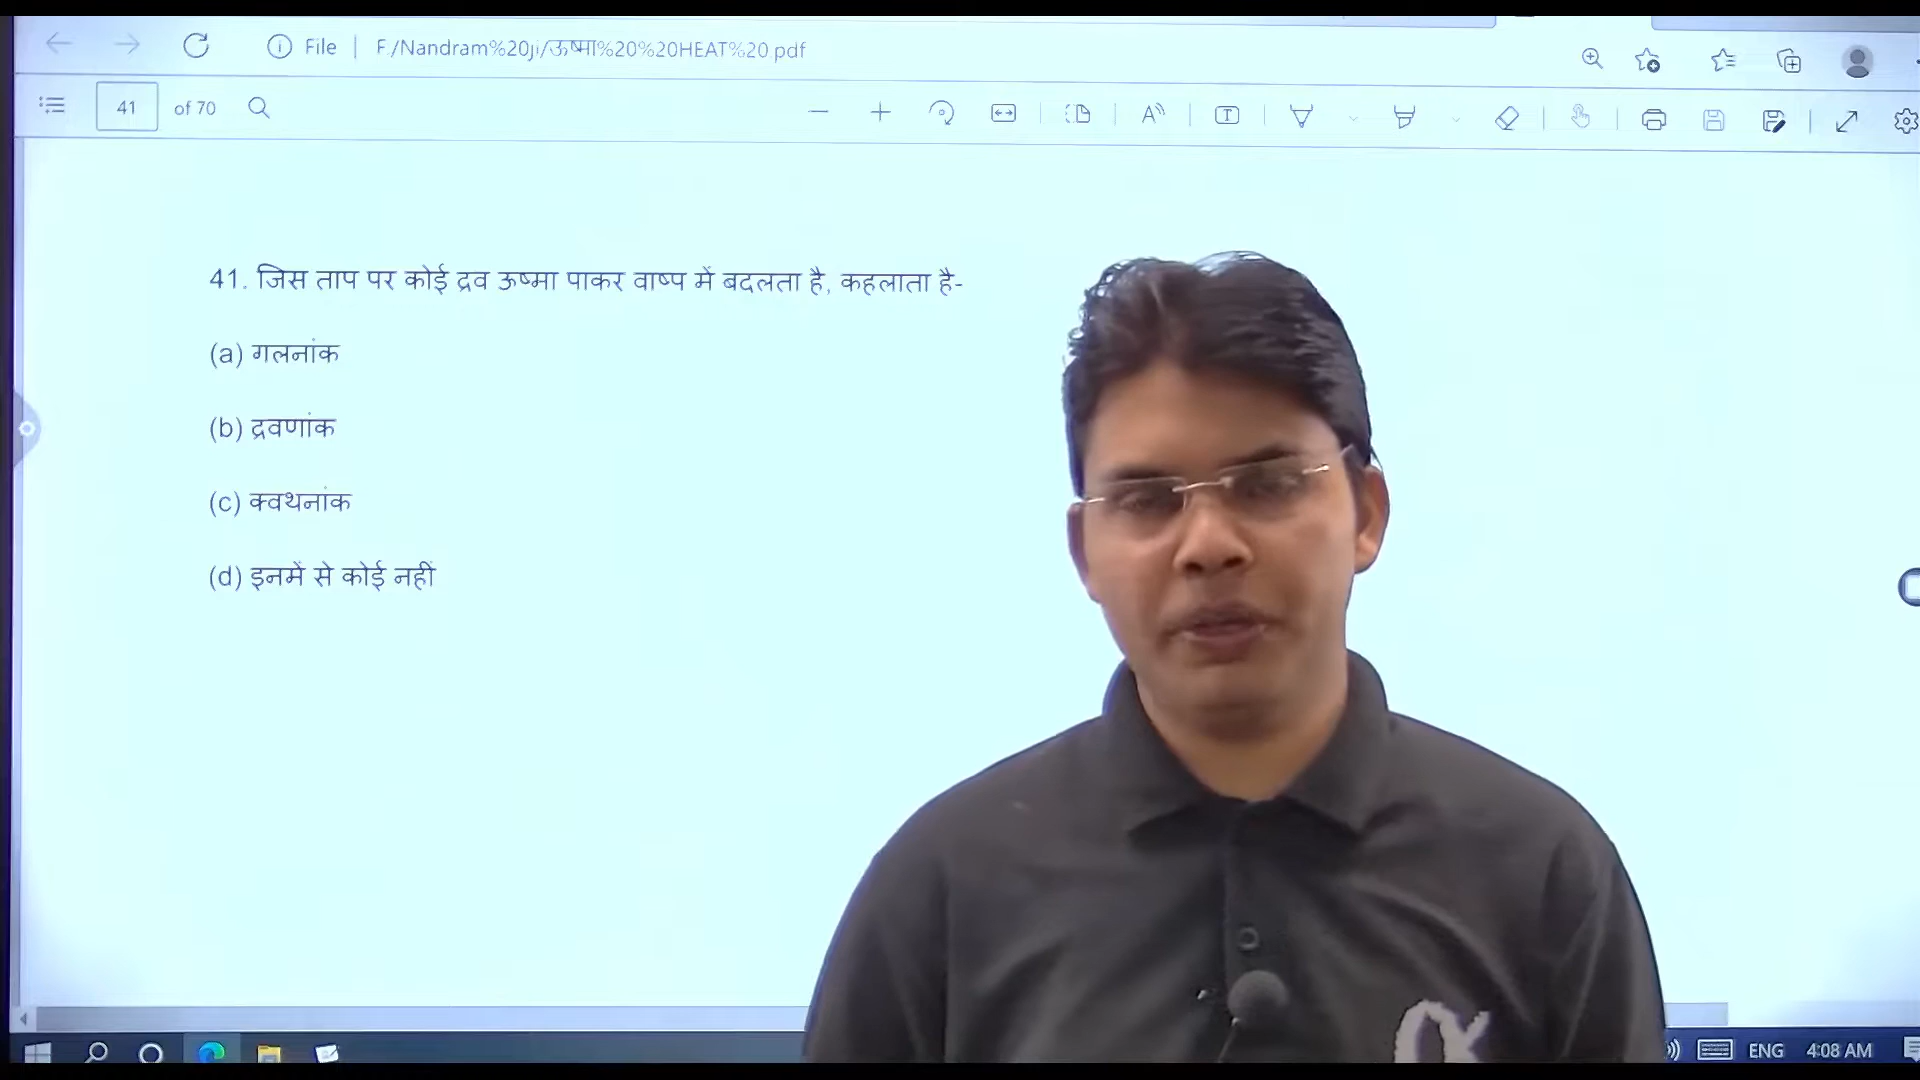 File | F:/Nandram%20ji/ऊष्मा%20%20HEAT%20.pdf
41 of 70
41. जिस ताप पर कोई द्रव ऊष्मा पाकर वाष्प में बदलता है, कहलाता है-
(a) गलनांक
(b) द्रवणांक
(c) क्वथनांक
(d) इनमें से कोई नहीं
ENG 4:08 AM